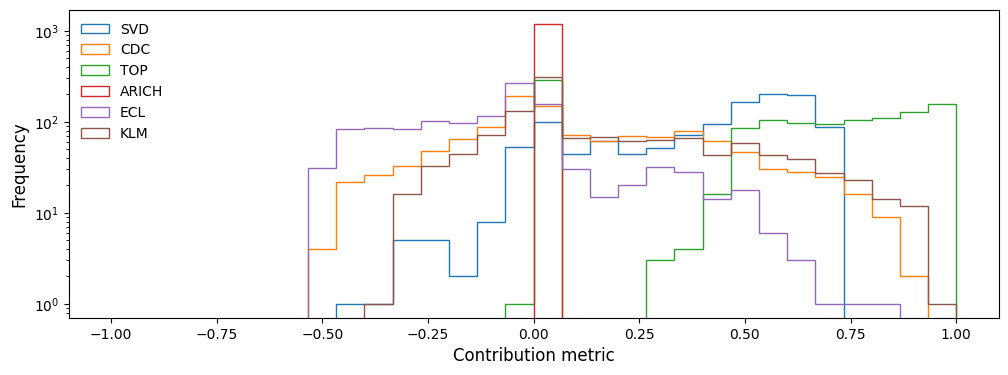 SVD
CDC
TOP
ARICH
ECL
KLM
Frequency
10³
10²
10¹
10⁰
−1.00 −0.75 −0.50 −0.25 0.00 0.25 0.50 0.75 1.00
Contribution metric